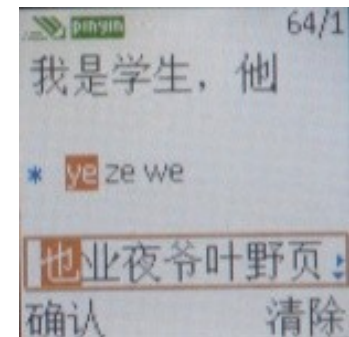 pinyin 64/1
我是学生，他
* ye ze we
也业夜爷叶野页
确认 清除